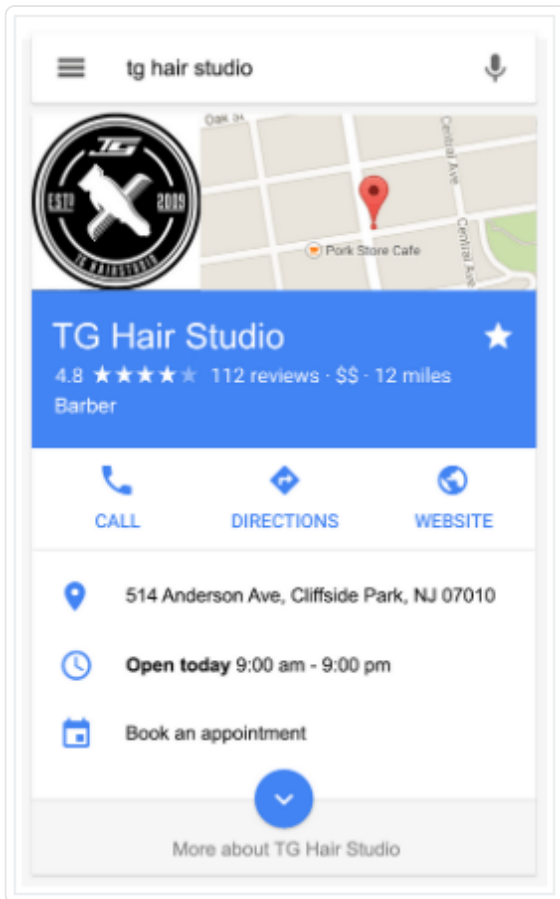 tg hair studio
TG
ESTD 2009
TG HAIRSTUDIO
Oak St
Central Ave
Central Ave
Pork Store Cafe
TG Hair Studio
4.8 112 reviews · $$ · 12 miles
Barber
CALL DIRECTIONS WEBSITE
514 Anderson Ave, Cliffside Park, NJ 07010
Open today 9:00 am - 9:00 pm
Book an appointment
More about TG Hair Studio